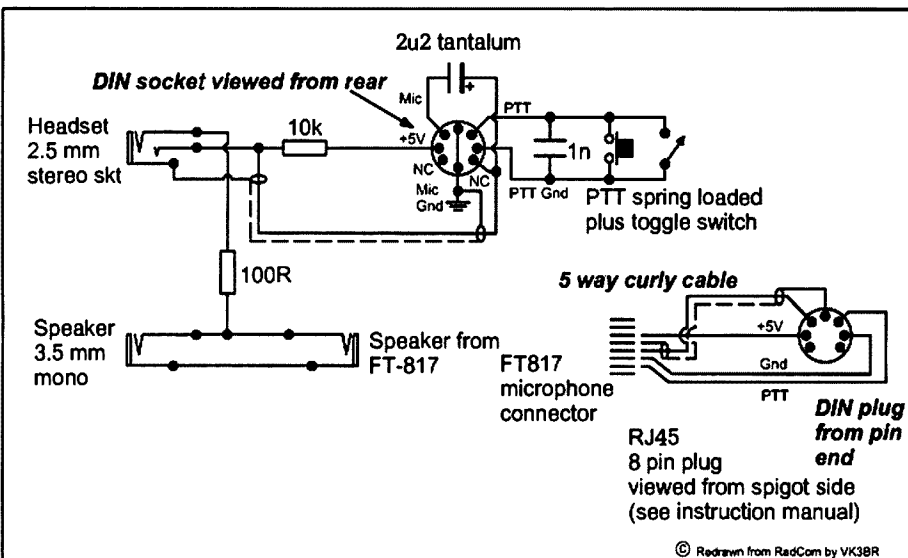 2u2 tantalum
DIN socket viewed from rear
Mic
+
PTT
Headset
2.5 mm
stereo skt
10k
+5V
1n
NC
NC
Mic
Gnd
PTT Gnd
PTT spring loaded
plus toggle switch
100R
5 way curly cable
Speaker
3.5 mm
mono
Speaker from
FT-817
FT817
microphone
connector
+5V
Gnd
PTT
DIN plug
from pin
end
RJ45
8 pin plug
viewed from spigot side
(see instruction manual)
© Redrawn from RadCom by VK3BR